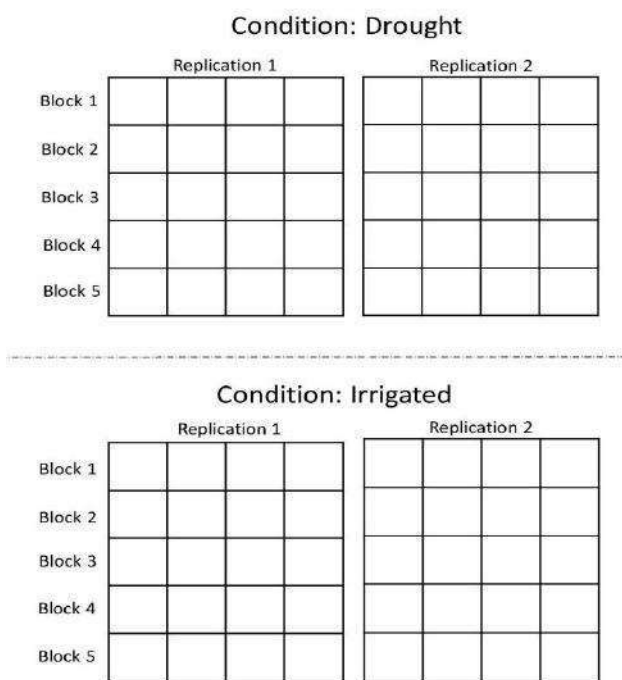 Condition: Drought
Replication 1
Replication 2
Block 1
Block 2
Block 3
Block 4
Block 5
Condition: Irrigated
Replication 1
Replication 2
Block 1
Block 2
Block 3
Block 4
Block 5